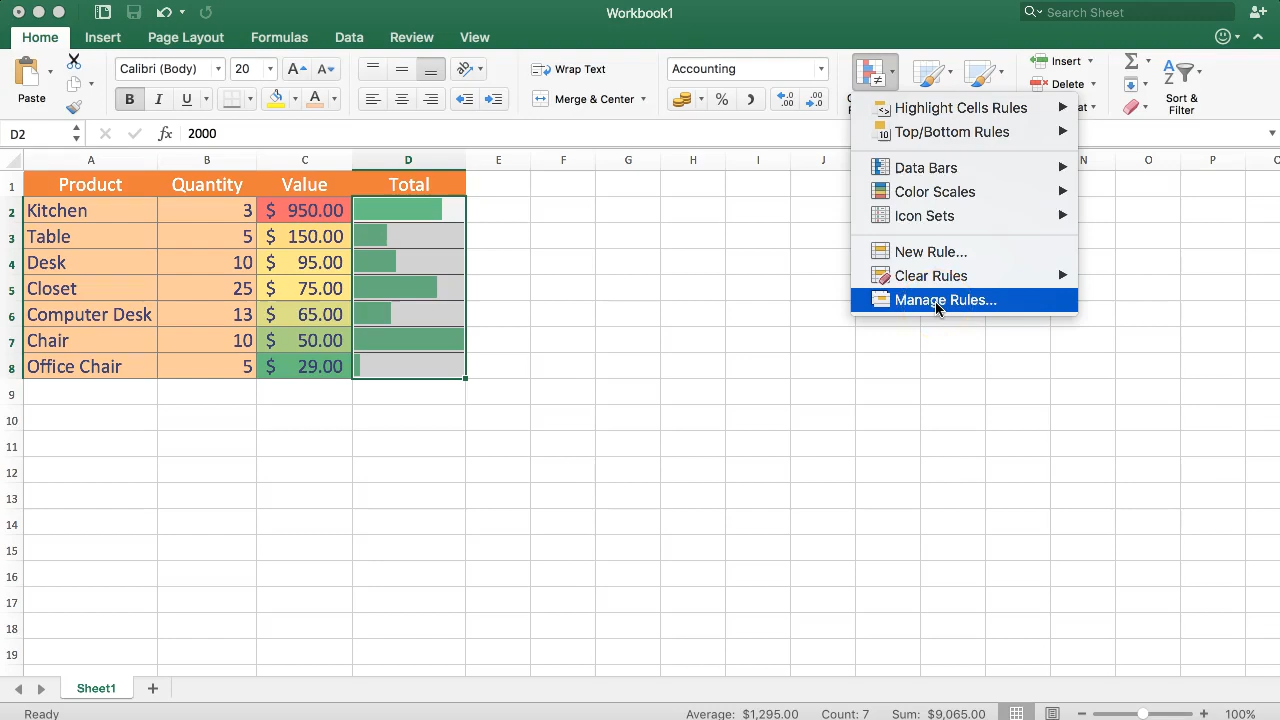 Workbook1
Search Sheet
Home Insert Page Layout Formulas Data Review View
Paste
Calibri (Body) 20 A A
B I U A
Wrap Text
Merge & Center
Accounting
% .0 .00 .00 .0
Insert
Delete
Sort &
Filter
D2 fx 2000
Highlight Cells Rules
Top/Bottom Rules
Data Bars
Color Scales
Icon Sets
New Rule...
Clear Rules
Manage Rules...
A B C D E F G H I J N O P
1 Product Quantity Value Total
2 Kitchen 3 $ 950.00
3 Table 5 $ 150.00
4 Desk 10 $ 95.00
5 Closet 25 $ 75.00
6 Computer Desk 13 $ 65.00
7 Chair 10 $ 50.00
8 Office Chair 5 $ 29.00
9
10
11
12
13
14
15
16
17
18
19
Sheet1
Ready Average: $1,295.00 Count: 7 Sum: $9,065.00 100%